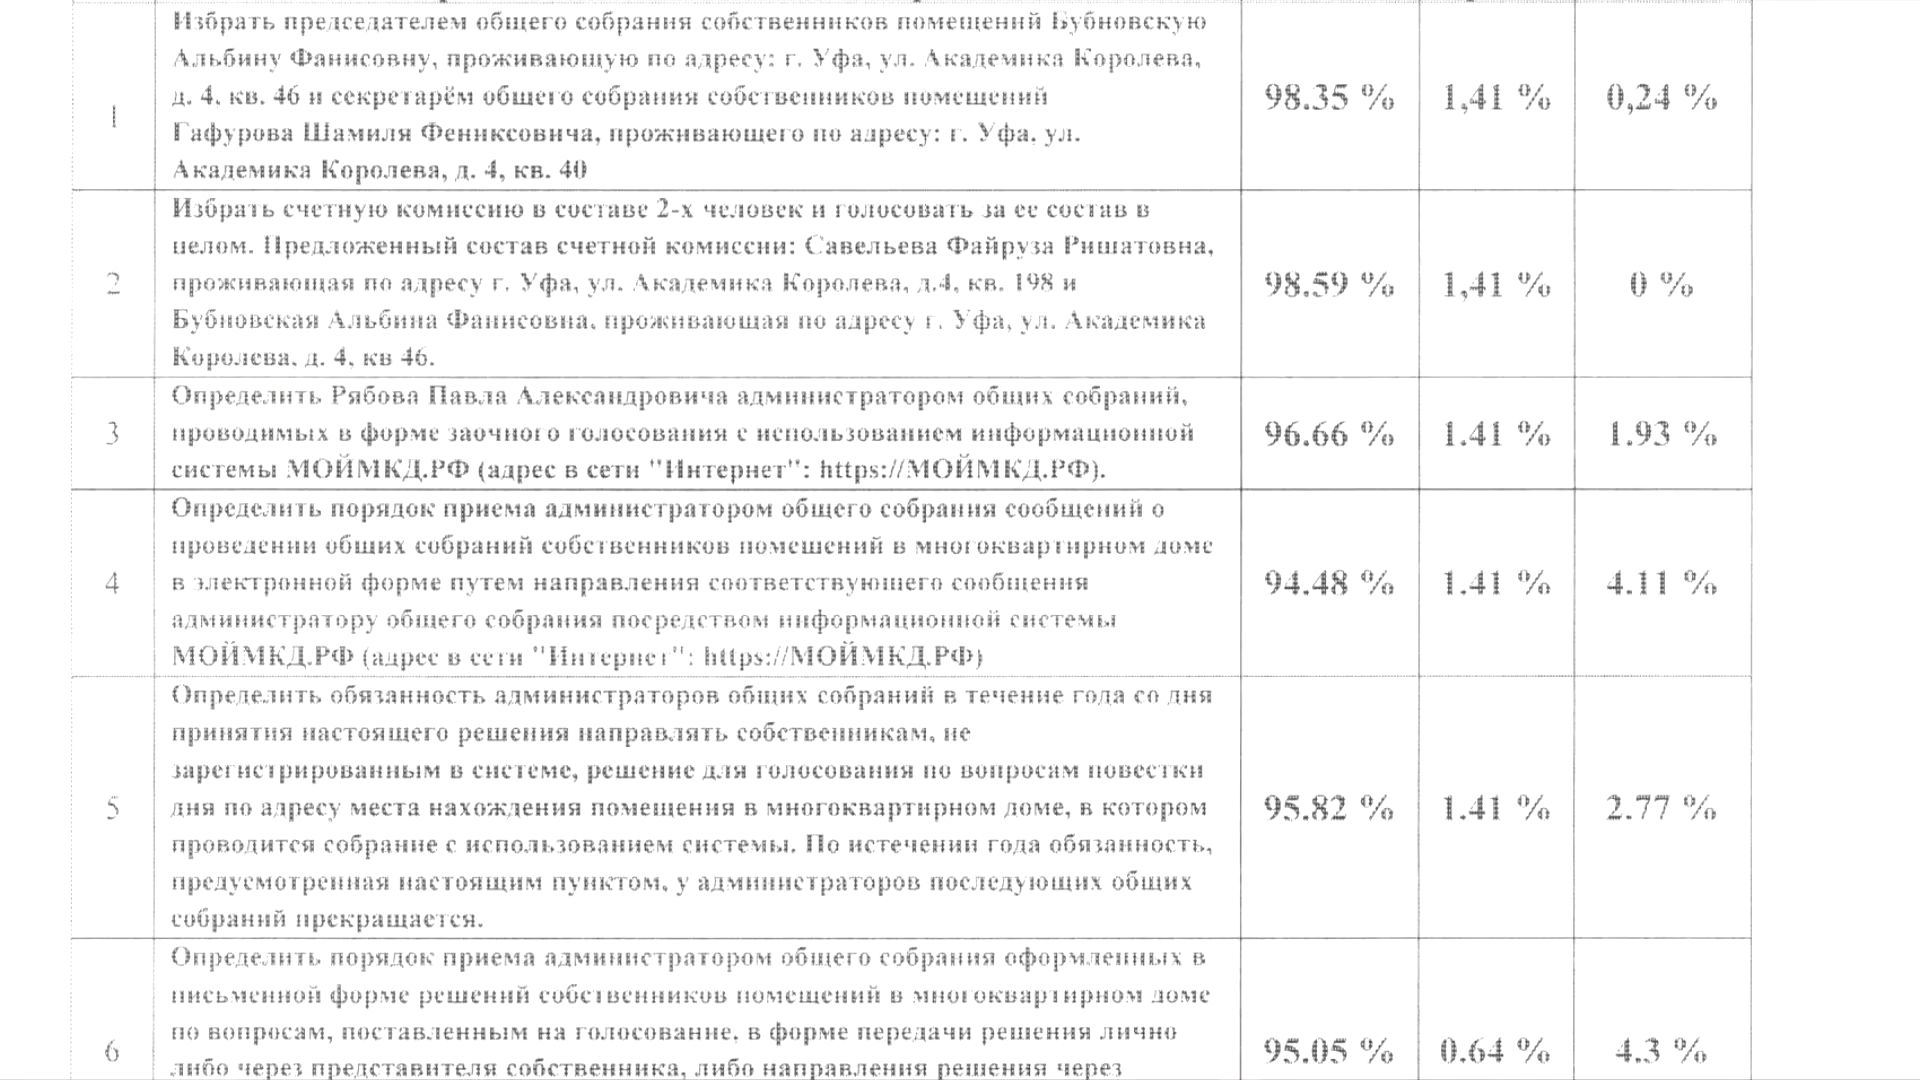 Избрать председателем общего собрания собственников помещений Бубновскую
Альбину Фанисовну, проживающую по адресу: г. Уфа, ул. Академика Королева,
д. 4, кв. 46 и секретарём общего собрания собственников помещений
Гафурова Шамиля Фениксовича, проживающего по адресу: г. Уфа, ул.
Академика Королева, д. 4, кв. 40
1
98.35 %
1,41 %
0,24 %
Избрать счетную комиссию в составе 2-х человек и голосовать за ее состав в
целом. Предложенный состав счетной комиссии: Савельева Файруза Ришатовна,
проживающая по адресу г. Уфа, ул. Академика Королева, д.4, кв. 198 и
Бубновская Альбина Фанисовна, проживающая по адресу г. Уфа, ул. Академика
Королева, д. 4, кв 46.
2
98.59 %
1,41 %
0 %
Определить Рябова Павла Александровича администратором общих собраний,
проводимых в форме заочного голосования с использованием информационной
системы МОЙМКД.РФ (адрес в сети "Интернет": https://МОЙМКД.РФ).
3
96.66 %
1.41 %
1.93 %
Определить порядок приема администратором общего собрания сообщений о
проведении общих собраний собственников помещений в многоквартирном доме
в электронной форме путем направления соответствующего сообщения
администратору общего собрания посредством информационной системы
МОЙМКД.РФ (адрес в сети "Интернет": https://МОЙМКД.РФ)
4
94.48 %
1.41 %
4.11 %
Определить обязанность администраторов общих собраний в течение года со дня
принятия настоящего решения направлять собственникам, не
зарегистрированным в системе, решение для голосования по вопросам повестки
дня по адресу места нахождения помещения в многоквартирном доме, в котором
проводится собрание с использованием системы. По истечении года обязанность,
предусмотренная настоящим пунктом, у администраторов последующих общих
собраний прекращается.
5
95.82 %
1.41 %
2.77 %
Определить порядок приема администратором общего собрания оформленных в
письменной форме решений собственников помещений в многоквартирном доме
по вопросам, поставленным на голосование, в форме передачи решения лично
либо через представителя собственника, либо направления решения через
6
95.05 %
0.64 %
4.3 %